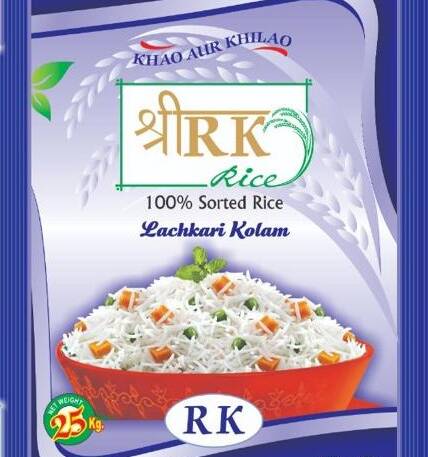 KHAO AUR KHILAO
श्री RK
Rice
100% Sorted Rice
Lachkari Kolam
NET WEIGHT
25 Kg.
RK